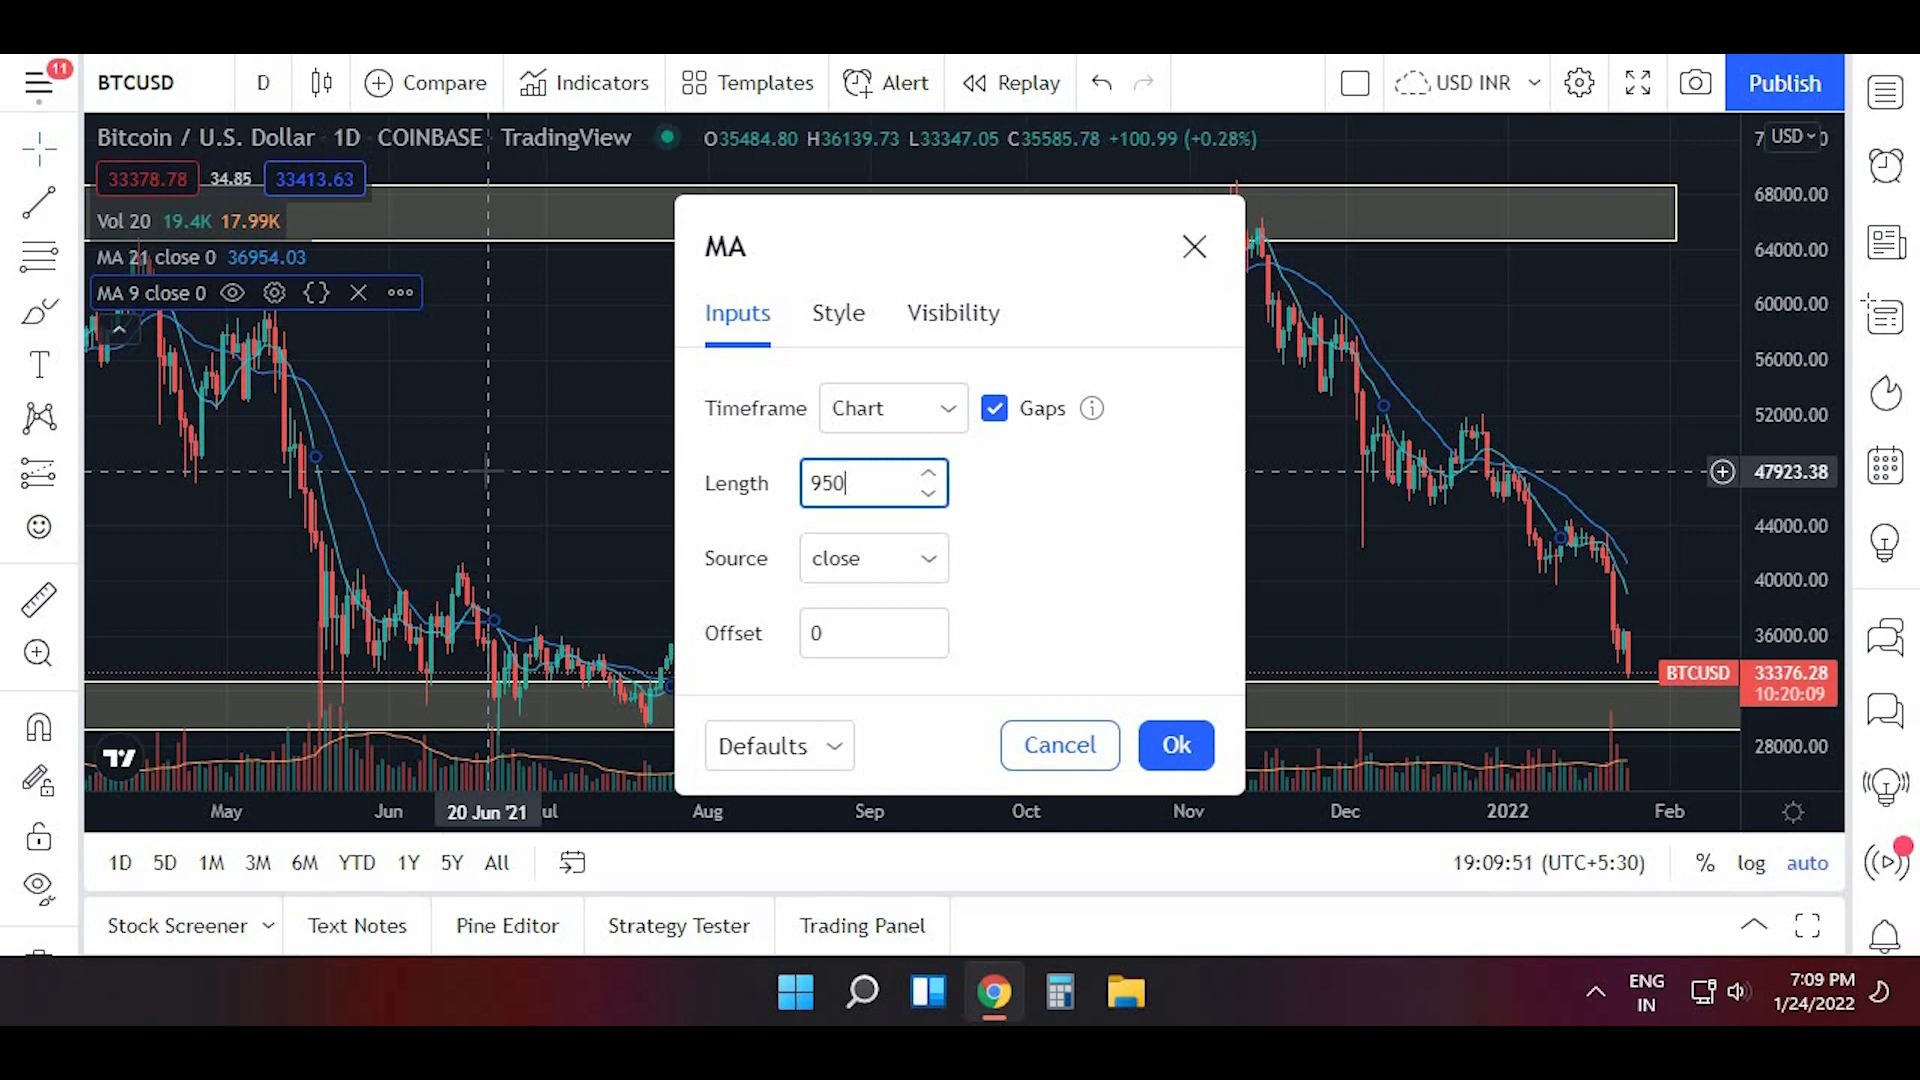 11
BTCUSD D Compare Indicators Templates Alert Replay USD INR Publish
Bitcoin / U.S. Dollar 1D COINBASE TradingView O35484.80 H36139.73 L33347.05 C35585.78 +100.99 (+0.28%)
USD
33378.78 34.85 33413.63
Vol 20 19.4K 17.99K
MA 21 close 0 36954.03
MA 9 close 0
68000.00
64000.00
60000.00
56000.00
52000.00
47923.38
44000.00
40000.00
36000.00
BTCUSD 33376.28
10:20:09
28000.00
MA
Inputs Style Visibility
Timeframe Chart Gaps
Length 950
Source close
Offset 0
Defaults Cancel Ok
May Jun 20 Jun '21 ul Aug Sep Oct Nov Dec 2022 Feb
1D 5D 1M 3M 6M YTD 1Y 5Y All 19:09:51 (UTC+5:30) % log auto
Stock Screener Text Notes Pine Editor Strategy Tester Trading Panel
ENG 7:09 PM
IN 1/24/2022